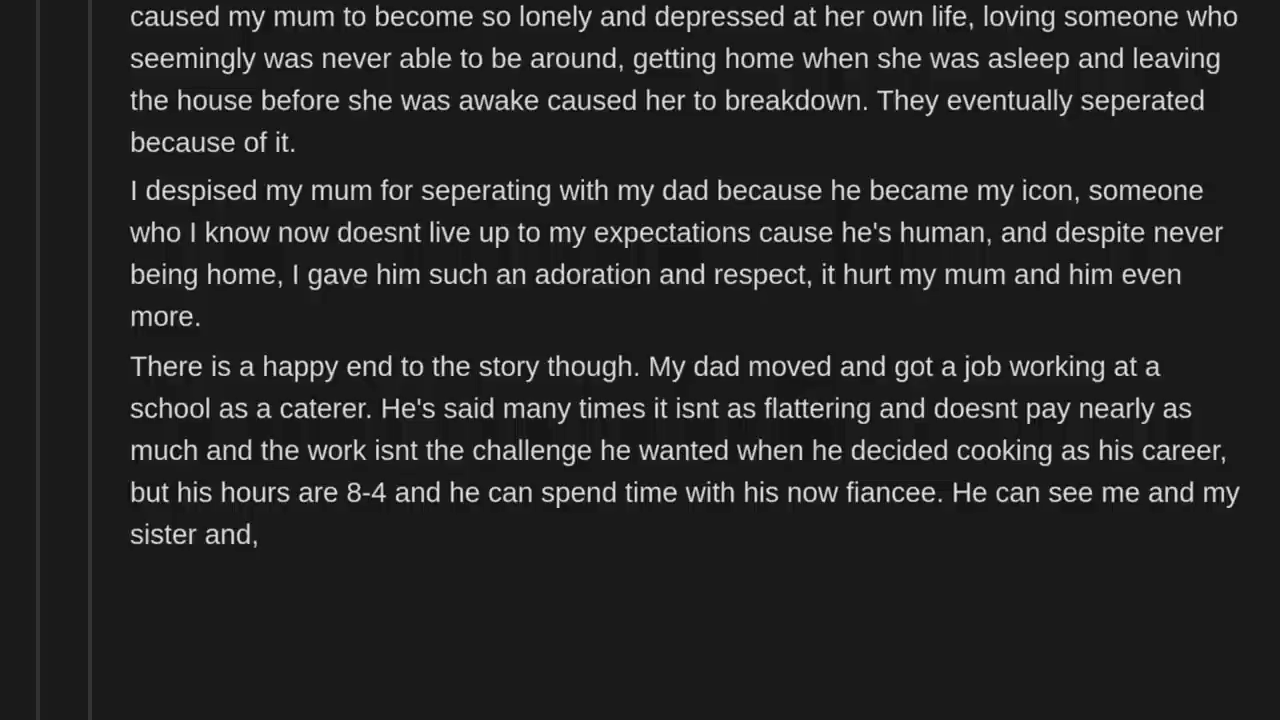 caused my mum to become so lonely and depressed at her own life, loving someone who
seemingly was never able to be around, getting home when she was asleep and leaving
the house before she was awake caused her to breakdown. They eventually seperated
because of it.
I despised my mum for seperating with my dad because he became my icon, someone
who I know now doesnt live up to my expectations cause he's human, and despite never
being home, I gave him such an adoration and respect, it hurt my mum and him even
more.
There is a happy end to the story though. My dad moved and got a job working at a
school as a caterer. He's said many times it isnt as flattering and doesnt pay nearly as
much and the work isnt the challenge he wanted when he decided cooking as his career,
but his hours are 8-4 and he can spend time with his now fiancee. He can see me and my
sister and,